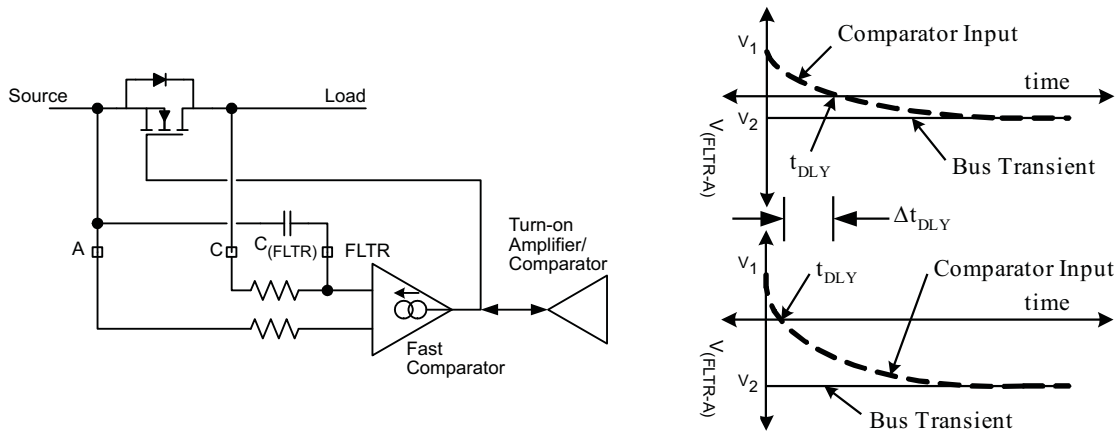 Source
Load
A
C
C(FLTR)
FLTR
Turn-on
Amplifier/
Comparator
Fast
Comparator
V1
Comparator Input
time
V2
V(FLTR-A)
tDLY
Bus Transient
ΔtDLY
V1
tDLY
Comparator Input
time
V2
V(FLTR-A)
Bus Transient